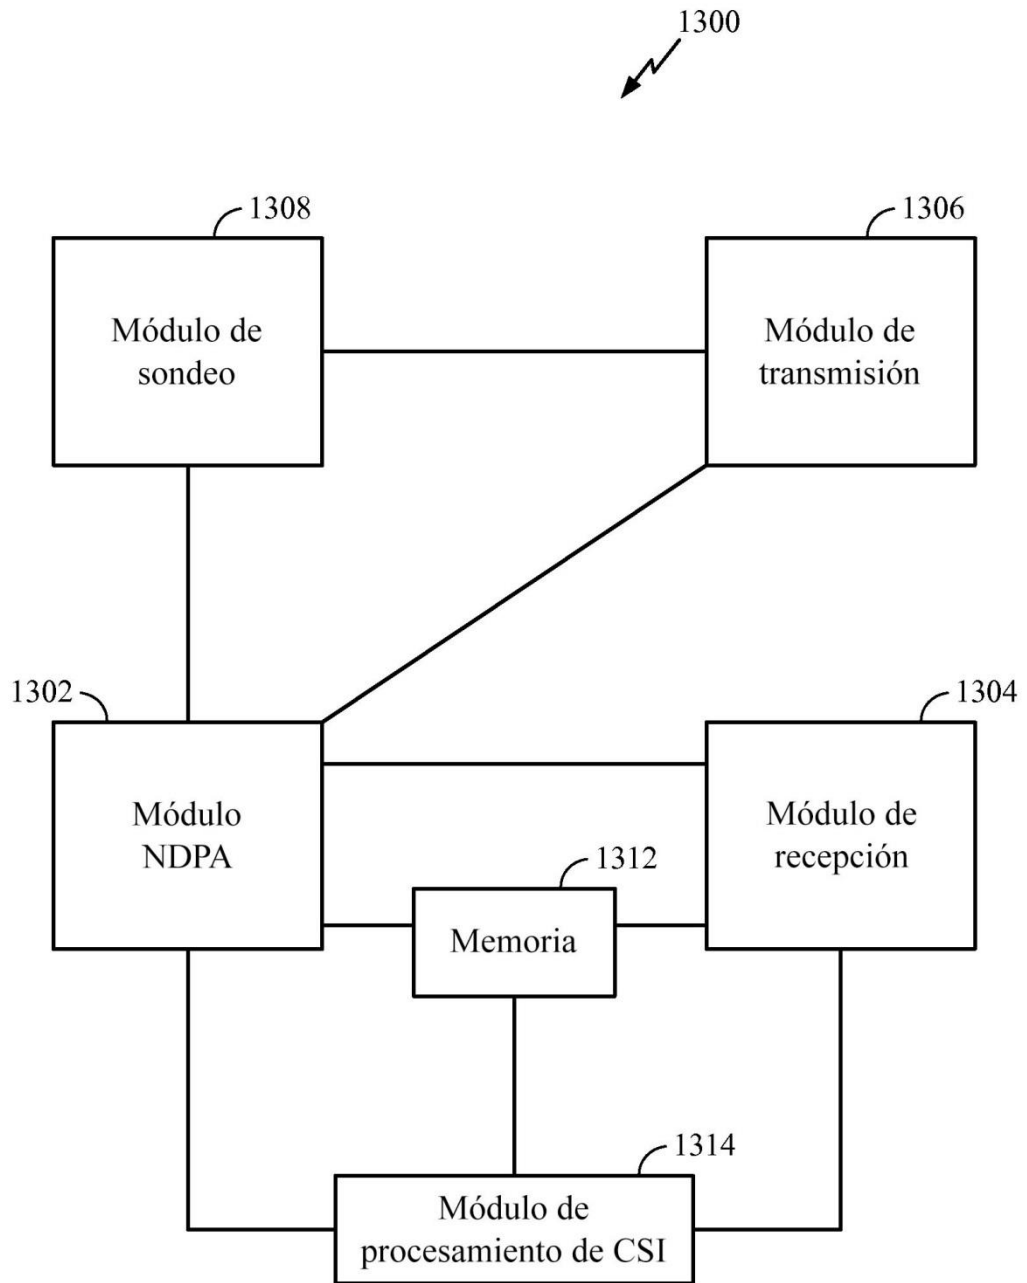 1300
1308
1306
Módulo de
sondeo
Módulo de
transmisión
1302
1304
Módulo
NDPA
Módulo de
recepción
1312
Memoria
1314
Módulo de
procesamiento de CSI